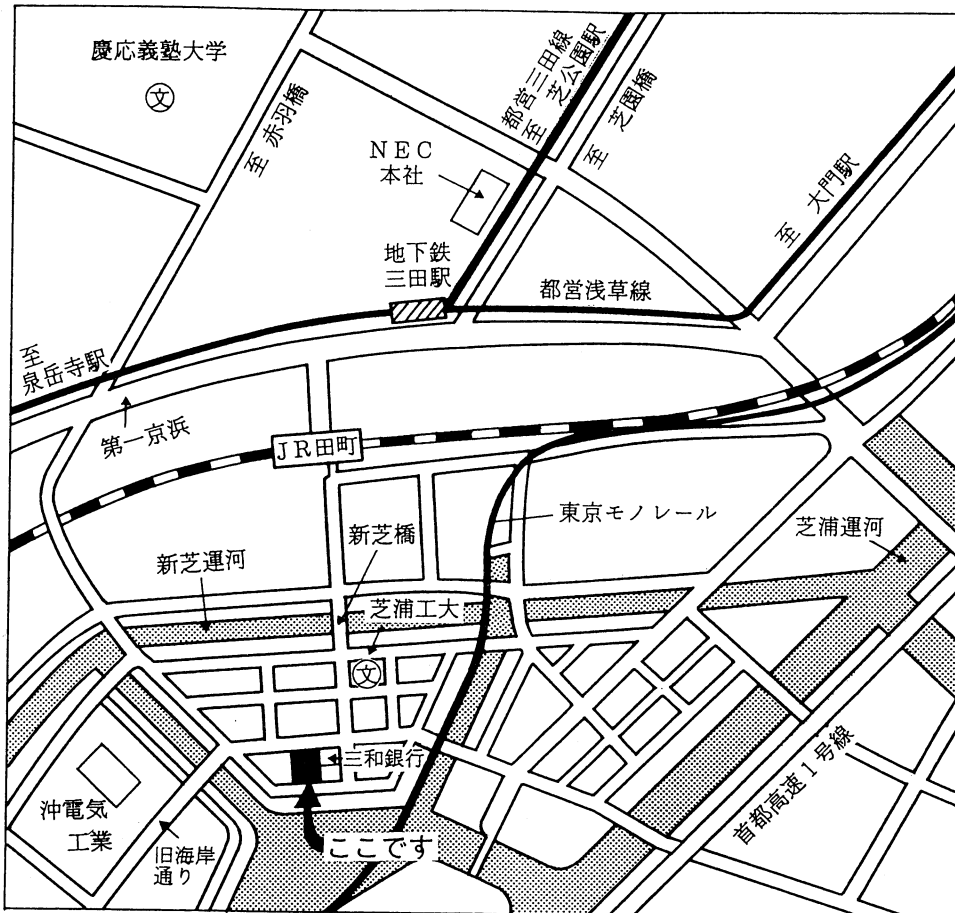 慶応義塾大学
文
至 赤羽橋
都営三田線
至 芝公園駅
至 芝園橋
至 大門駅
NEC
本社
地下鉄
三田駅
都営浅草線
至
泉岳寺駅
第一京浜
JR田町
東京モノレール
芝浦運河
新芝橋
新芝運河
芝浦工大
文
三和銀行
首都高速1号線
沖電気
工業
旧海岸
通り
ここです